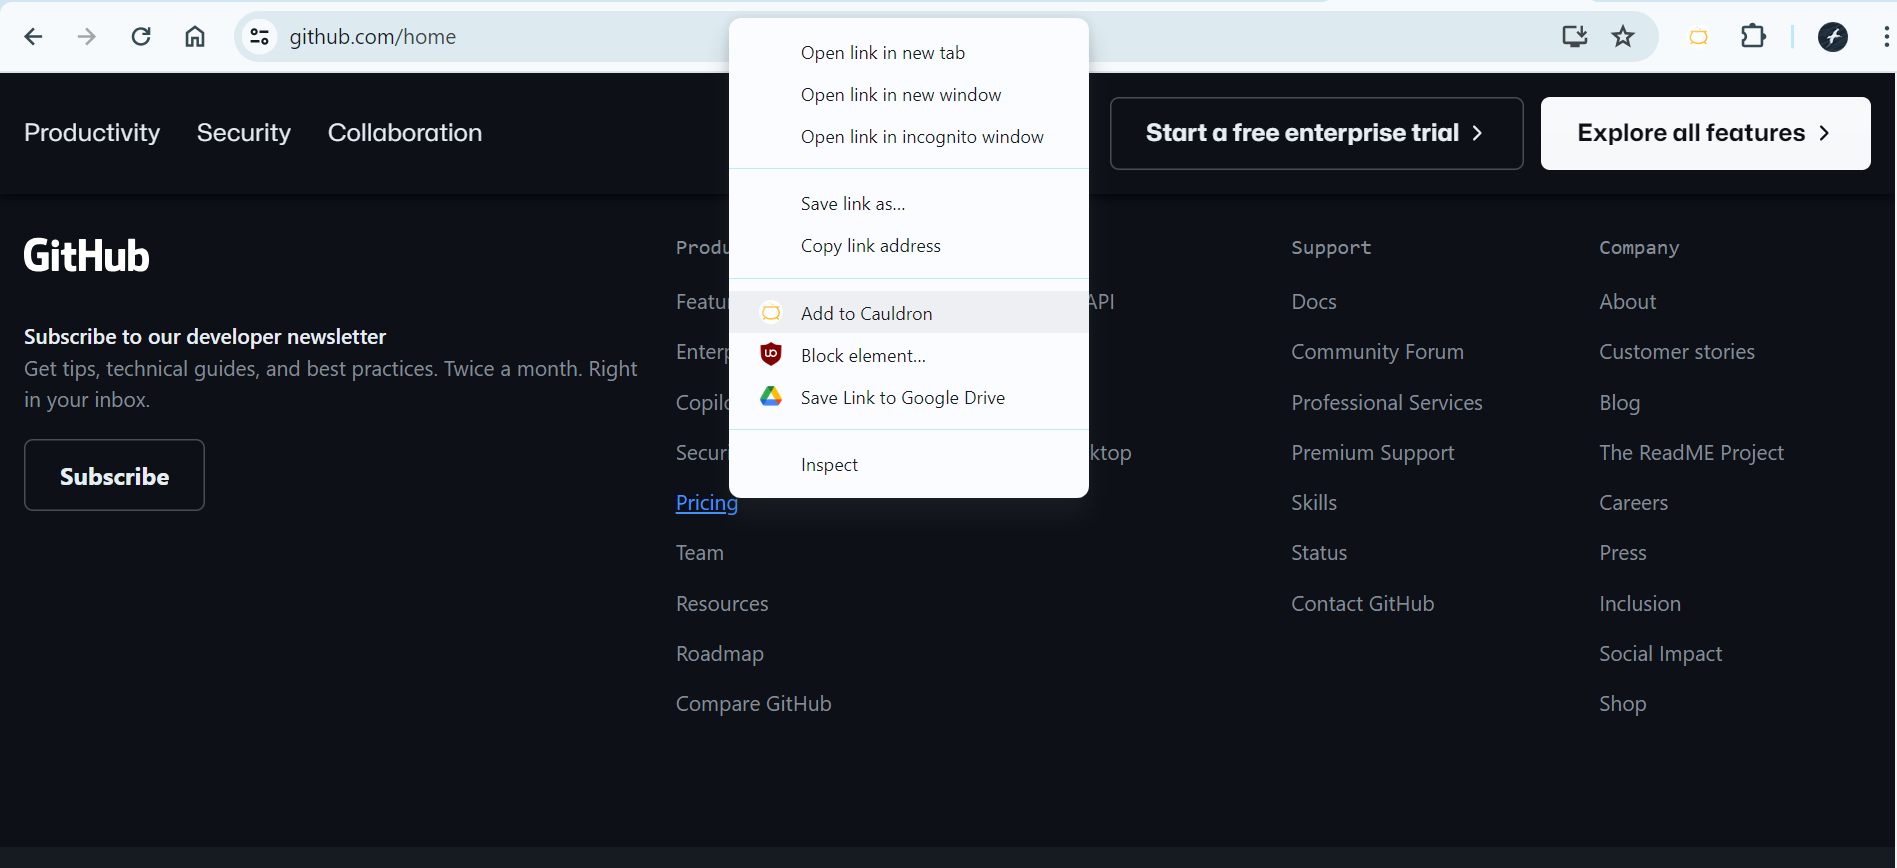 github.com/home
Productivity
Security
Collaboration
Start a free enterprise trial
Explore all features
Open link in new tab
Open link in new window
Open link in incognito window
Save link as...
Copy link address
Add to Cauldron
Block element...
Save Link to Google Drive
Inspect
GitHub
Subscribe to our developer newsletter
Get tips, technical guides, and best practices. Twice a month. Right
in your inbox.
Subscribe
Produ
Featur
Enterp
Copilo
Securi
Pricing
Team
Resources
Roadmap
Compare GitHub
API
ktop
Support
Docs
Community Forum
Professional Services
Premium Support
Skills
Status
Contact GitHub
Company
About
Customer stories
Blog
The ReadME Project
Careers
Press
Inclusion
Social Impact
Shop